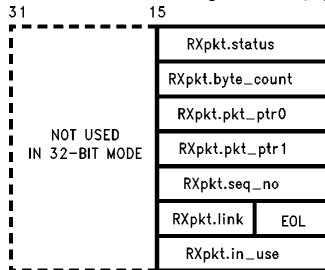 31 15
RXpkt.status
RXpkt.byte_count
RXpkt.pkt_ptr0
NOT USED
IN 32-BIT MODE
RXpkt.pkt_ptr1
RXpkt.seq_no
RXpkt.link EOL
RXpkt.in_use